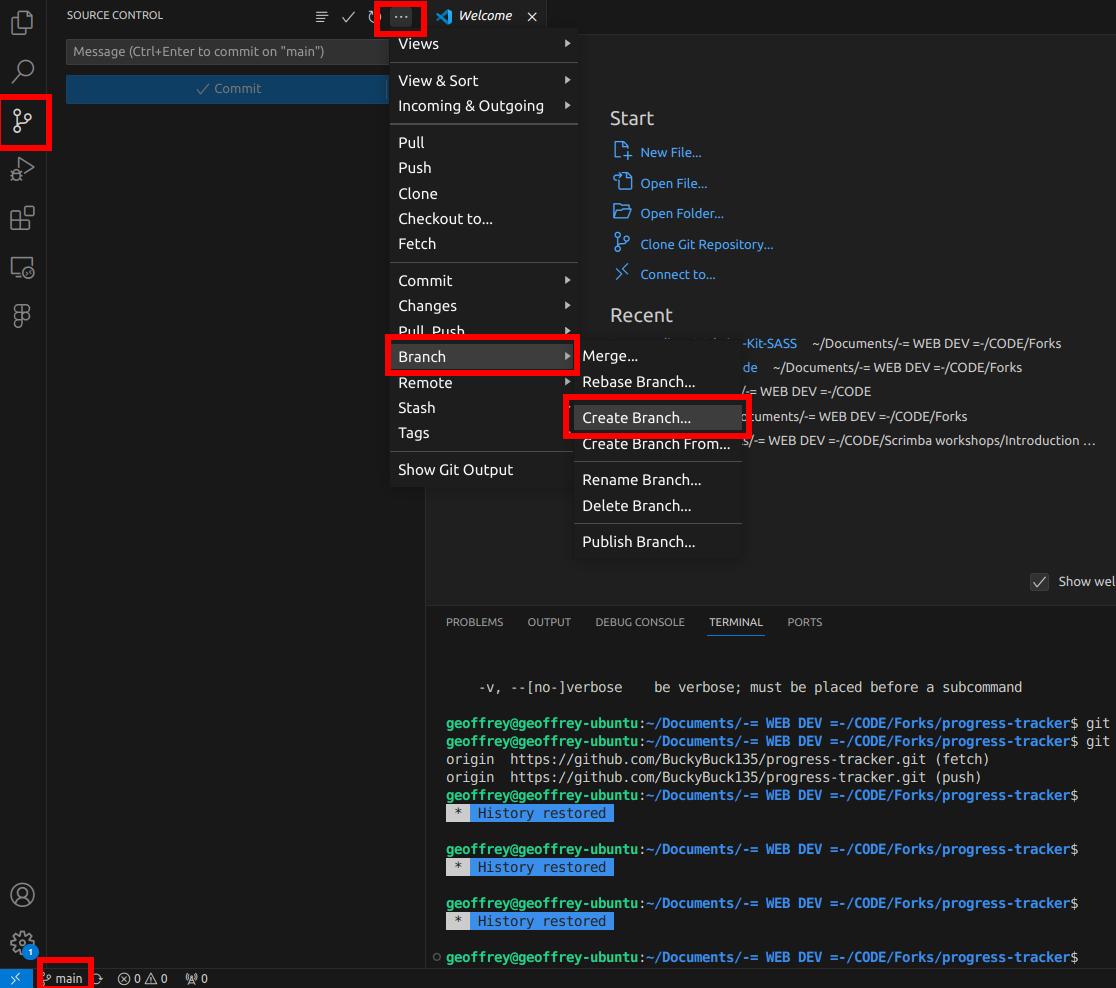 SOURCE CONTROL
Welcome
Message (Ctrl+Enter to commit on "main")
Commit
Views
View & Sort
Incoming & Outgoing
Pull
Push
Clone
Checkout to...
Fetch
Commit
Changes
Pull, Push
Branch
Remote
Stash
Tags
Show Git Output
Merge...
Rebase Branch...
Create Branch...
Create Branch From...
Rename Branch...
Delete Branch...
Publish Branch...
Start
New File...
Open File...
Open Folder...
Clone Git Repository...
Connect to...
Recent
-Kit-SASS ~/Documents/-= WEB DEV =-/CODE/Forks
de ~/Documents/-= WEB DEV =-/CODE/Forks
/-= WEB DEV =-/CODE
ocuments/-= WEB DEV =-/CODE/Forks
s/-= WEB DEV =-/CODE/Scrimba workshops/Introduction ...
Show wel
PROBLEMS OUTPUT DEBUG CONSOLE TERMINAL PORTS
-v, --[no-]verbose be verbose; must be placed before a subcommand
geoffrey@geoffrey-ubuntu:~/Documents/-= WEB DEV =-/CODE/Forks/progress-tracker$ git
geoffrey@geoffrey-ubuntu:~/Documents/-= WEB DEV =-/CODE/Forks/progress-tracker$ git
origin https://github.com/BuckyBuck135/progress-tracker.git (fetch)
origin https://github.com/BuckyBuck135/progress-tracker.git (push)
geoffrey@geoffrey-ubuntu:~/Documents/-= WEB DEV =-/CODE/Forks/progress-tracker$
* History restored
geoffrey@geoffrey-ubuntu:~/Documents/-= WEB DEV =-/CODE/Forks/progress-tracker$
* History restored
geoffrey@geoffrey-ubuntu:~/Documents/-= WEB DEV =-/CODE/Forks/progress-tracker$
* History restored
geoffrey@geoffrey-ubuntu:~/Documents/-= WEB DEV =-/CODE/Forks/progress-tracker$
1
main 0 0 0